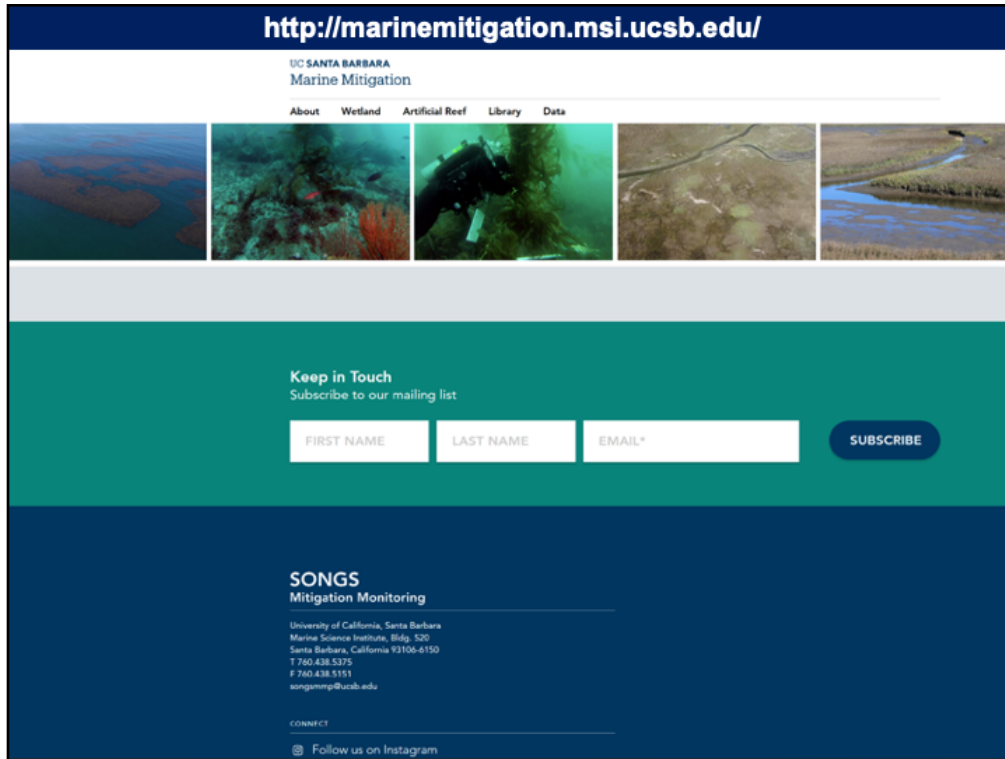 http://marinemitigation.msi.ucsb.edu/
UC SANTA BARBARA
Marine Mitigation
About Wetland Artificial Reef Library Data
Keep in Touch
Subscribe to our mailing list
FIRST NAME LAST NAME EMAIL* SUBSCRIBE
SONGS
Mitigation Monitoring
University of California, Santa Barbara
Marine Science Institute, Bldg. 520
Santa Barbara, California 93106-6150
T 760.438.5375
F 760.438.5151
songsmmp@ucsb.edu
CONNECT
Follow us on Instagram